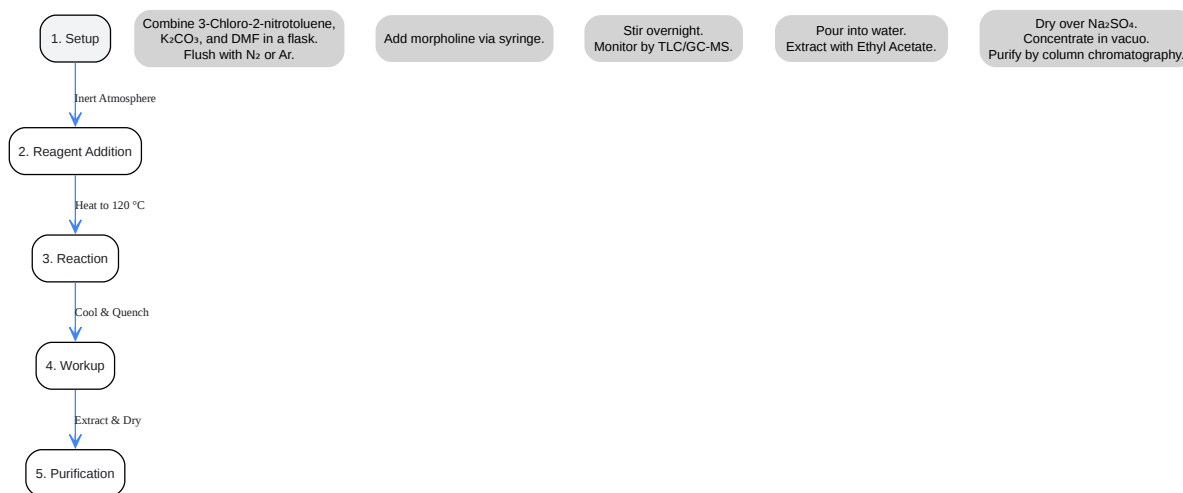 1. Setup
Combine 3-Chloro-2-nitrotoluene,
K₂CO₃, and DMF in a flask.
Flush with N₂ or Ar.
Add morpholine via syringe.
Stir overnight.
Monitor by TLC/GC-MS.
Pour into water.
Extract with Ethyl Acetate.
Dry over Na₂SO₄.
Concentrate in vacuo.
Purify by column chromatography.
Inert Atmosphere
2. Reagent Addition
Heat to 120 °C
3. Reaction
Cool & Quench
4. Workup
Extract & Dry
5. Purification